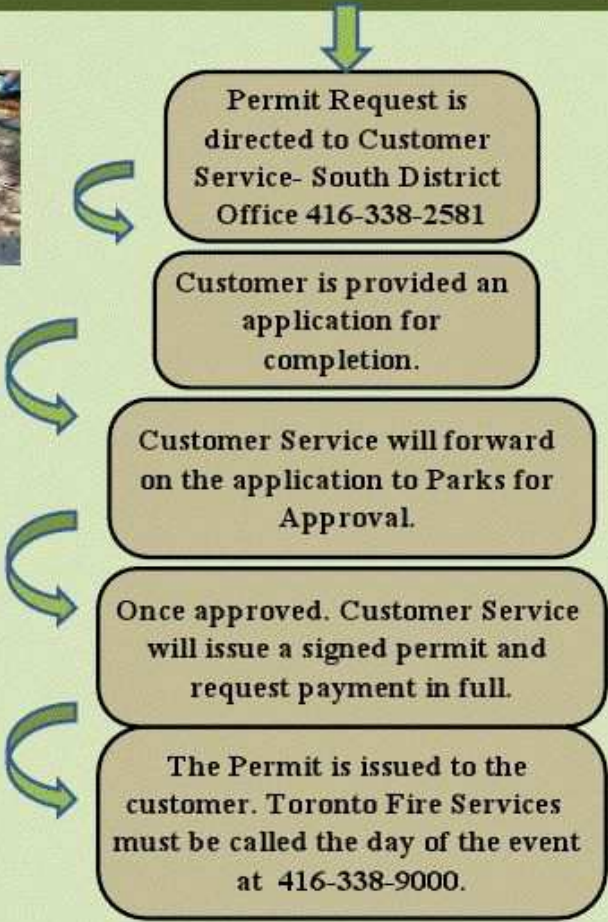 Permit Request is
directed to Customer
Service- South District
Office 416-338-2581
Customer is provided an
application for
completion.
Customer Service will forward
on the application to Parks for
Approval.
Once approved. Customer Service
will issue a signed permit and
request payment in full.
The Permit is issued to the
customer. Toronto Fire Services
must be called the day of the event
at 416-338-9000.